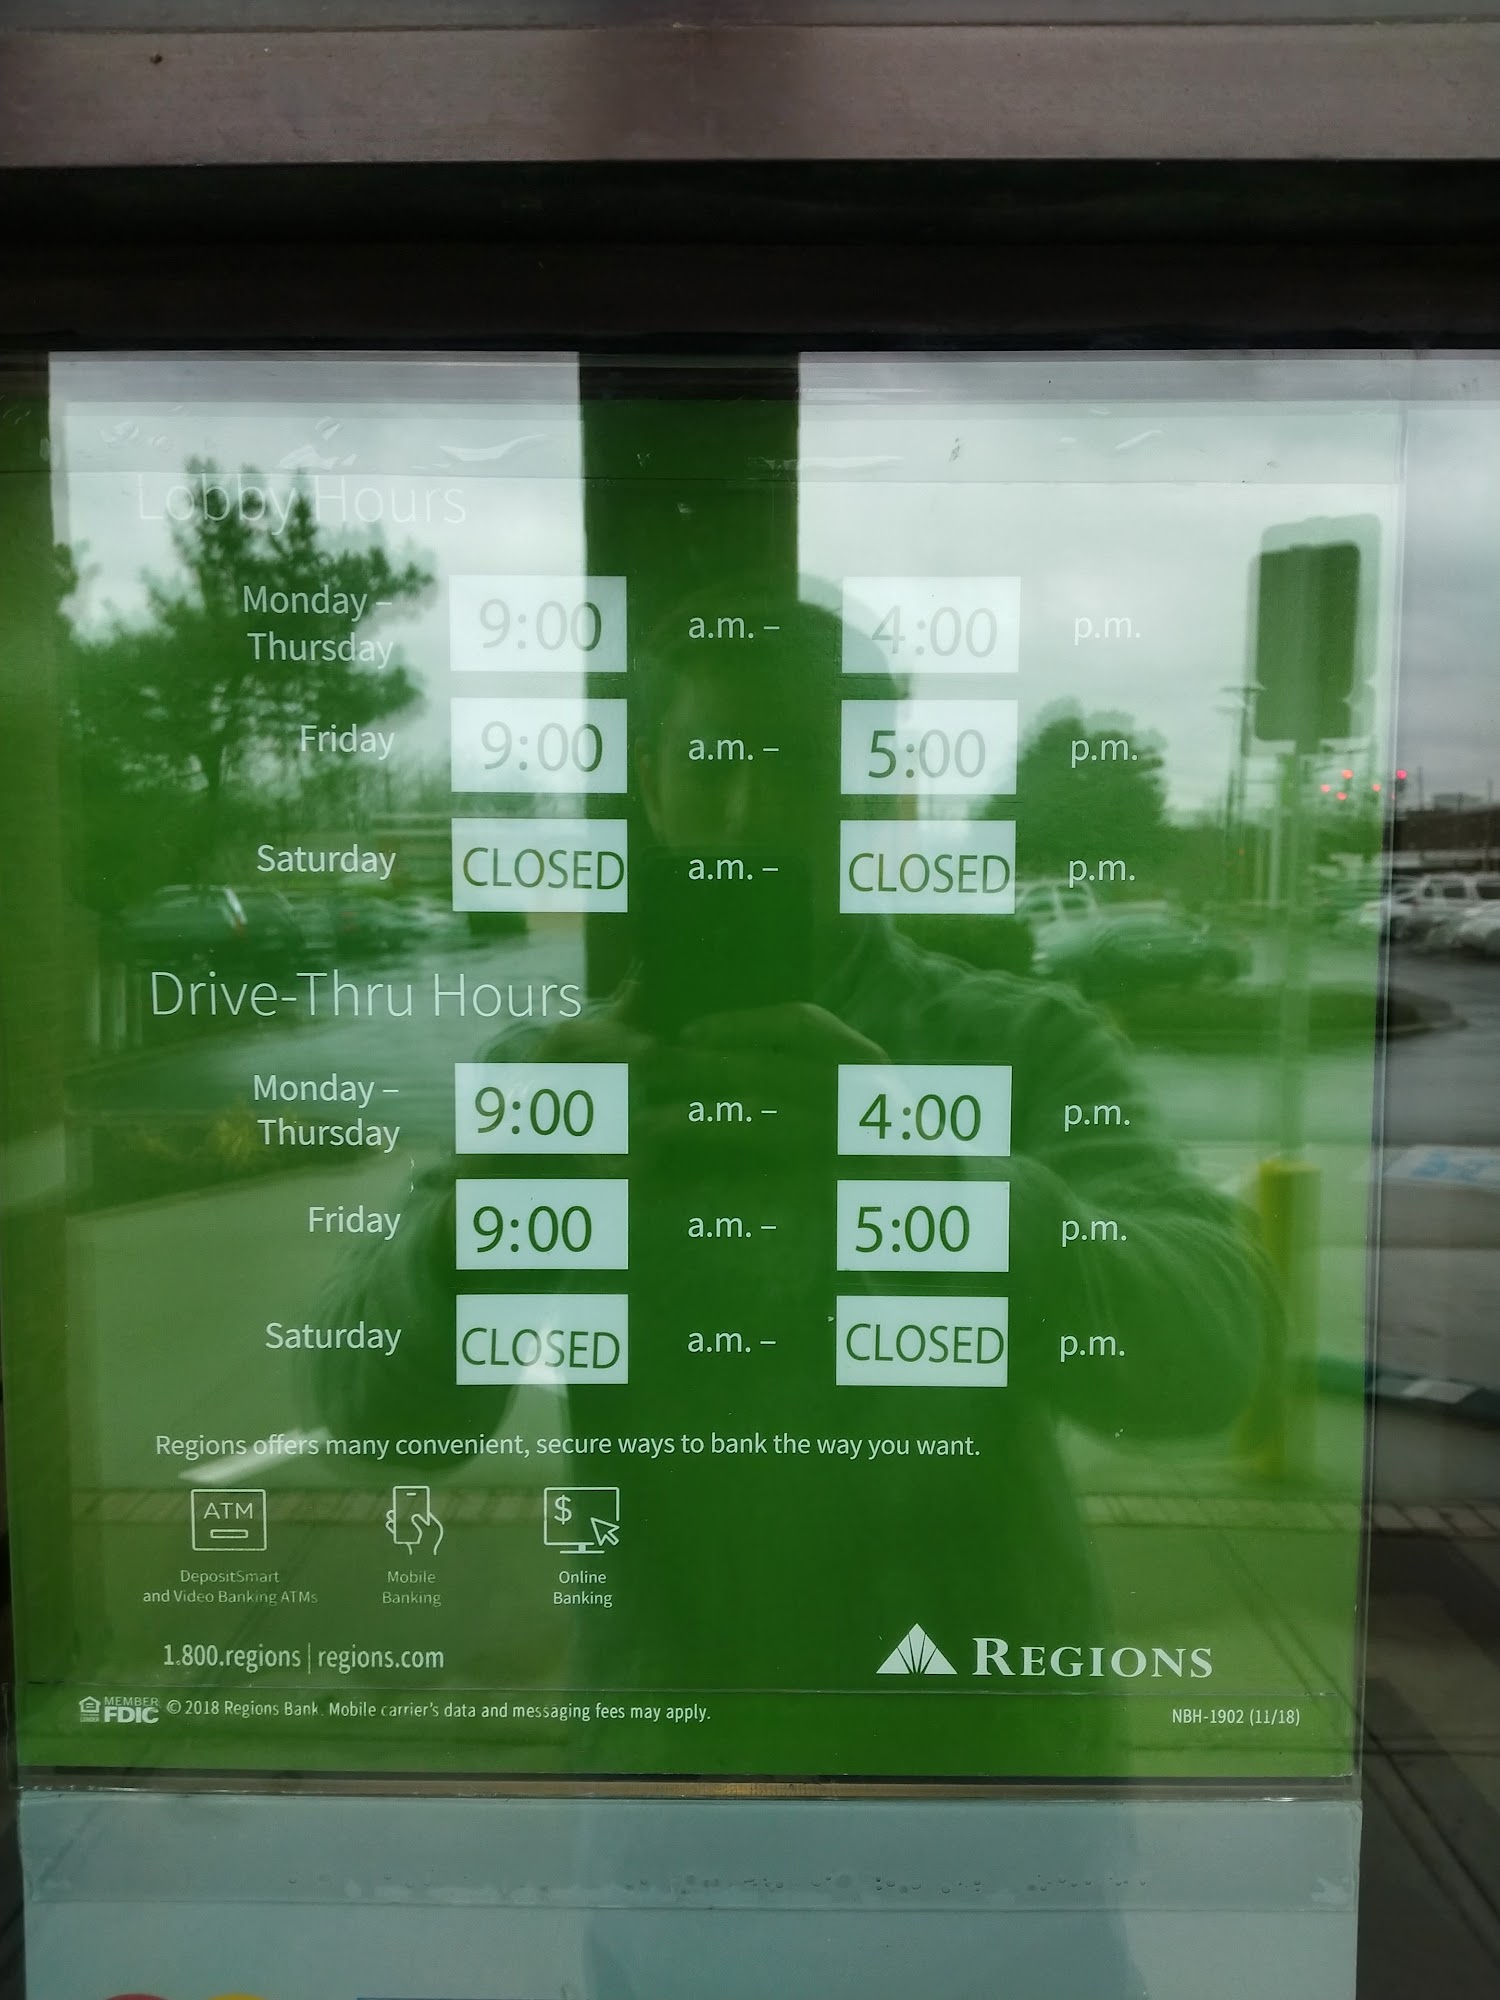 Lobby Hours
Monday –
Thursday
9:00 a.m. – 4:00 p.m.
Friday 9:00 a.m. – 5:00 p.m.
Saturday CLOSED a.m. – CLOSED p.m.
Drive-Thru Hours
Monday –
Thursday
9:00 a.m. – 4:00 p.m.
Friday 9:00 a.m. – 5:00 p.m.
Saturday CLOSED a.m. – CLOSED p.m.
Regions offers many convenient, secure ways to bank the way you want.
ATM
$
DepositSmart
and Video Banking ATMs
Mobile
Banking
Online
Banking
1.800.regions | regions.com
REGIONS
MEMBER
FDIC
© 2018 Regions Bank. Mobile carrier's data and messaging fees may apply.
NBH-1902 (11/18)